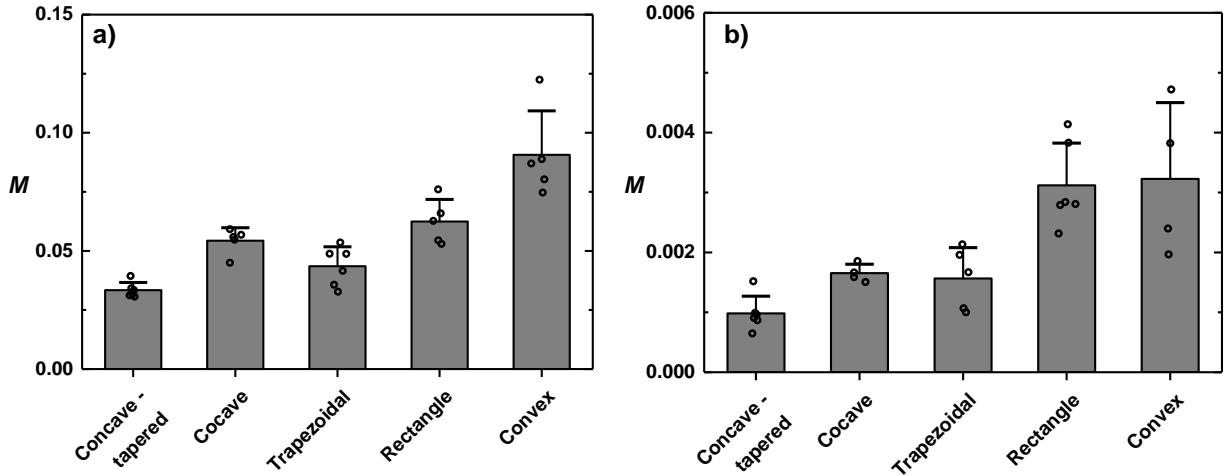 a)
0.15
0.10
0.05
0.00
M
Concave -
tapered
Cocave
Trapezoidal
Rectangle
Convex
b)
0.006
0.004
0.002
0.000
M
Concave -
tapered
Cocave
Trapezoidal
Rectangle
Convex